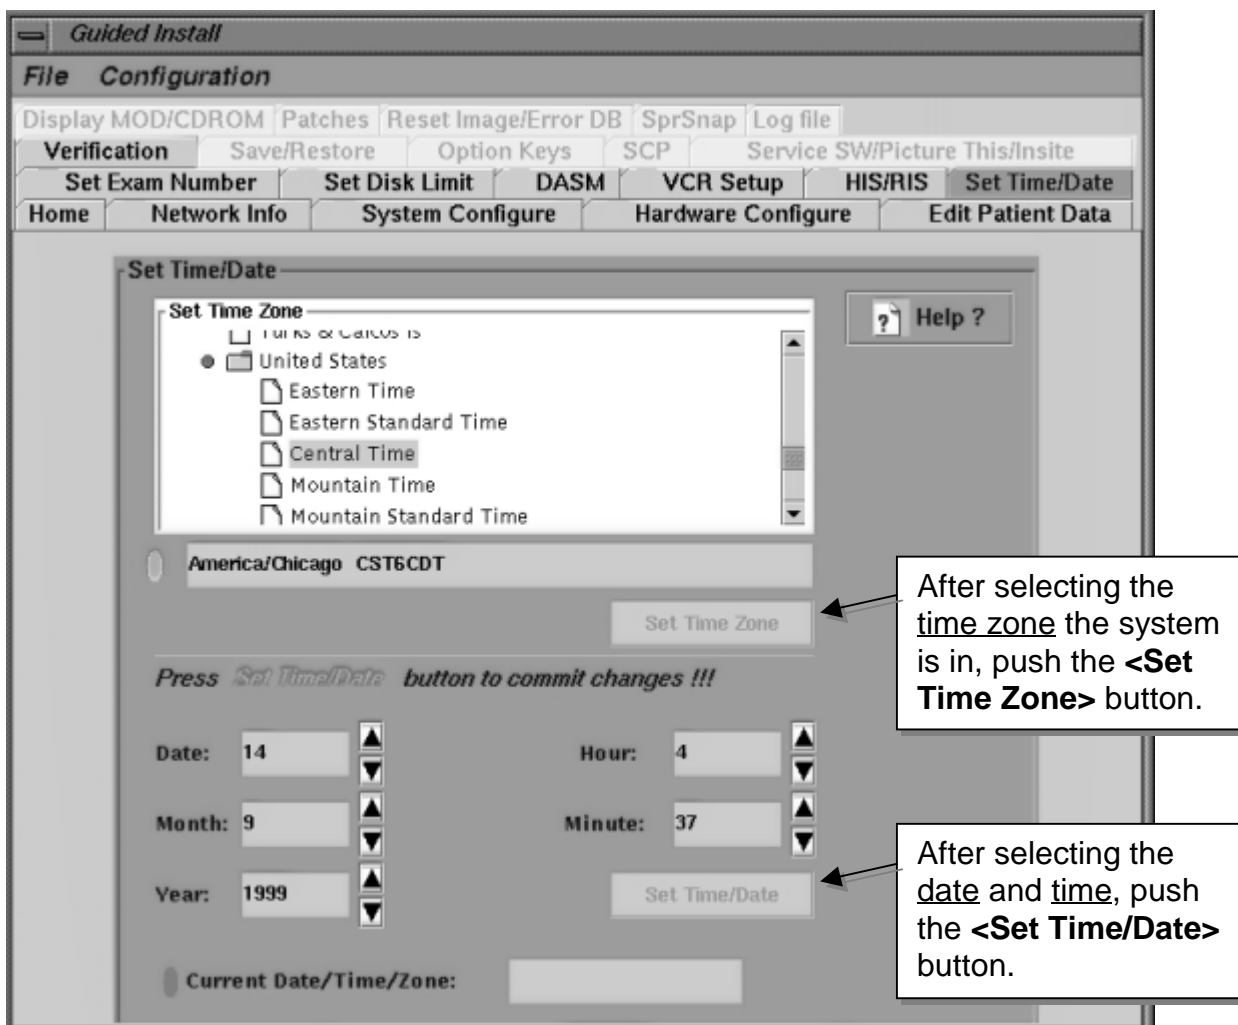 Guided Install
File Configuration
Display MOD/CDROM Patches Reset Image/Error DB SprSnap Log file
Verification Save/Restore Option Keys SCP Service SW/Picture This/Insite
Set Exam Number Set Disk Limit DASM VCR Setup HIS/RIS Set Time/Date
Home Network Info System Configure Hardware Configure Edit Patient Data
Set Time/Date
Set Time Zone
Help ?
Turks & Caicos Is
United States
Eastern Time
Eastern Standard Time
Central Time
Mountain Time
Mountain Standard Time
America/Chicago CST6CDT
Set Time Zone
After selecting the
time zone the system
is in, push the <Set
Time Zone> button.
Press Set Time/Date button to commit changes !!!
Date: 14 Hour: 4
Month: 9 Minute: 37
Year: 1999 Set Time/Date
After selecting the
date and time, push
the <Set Time/Date>
button.
Current Date/Time/Zone: